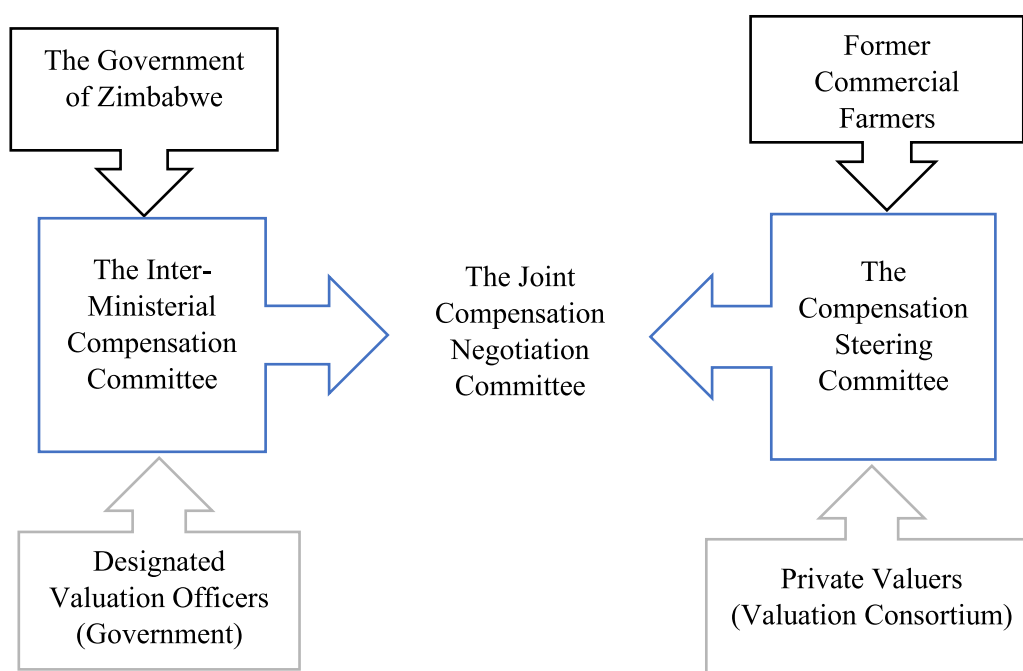 The Government
of Zimbabwe
Former
Commercial
Farmers
The Inter-
Ministerial
Compensation
Committee
The Joint
Compensation
Negotiation
Committee
The
Compensation
Steering
Committee
Designated
Valuation Officers
(Government)
Private Valuers
(Valuation Consortium)